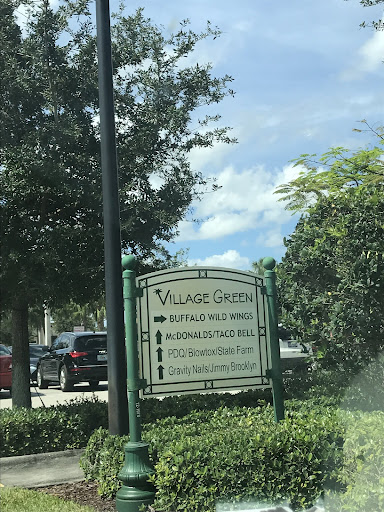 VILLAGE GREEN
BUFFALO WILD WINGS
MCDONALDS/TACO BELL
PDQ/Blowtox/State Farm
Gravity Nails/Jimmy Brooklyn